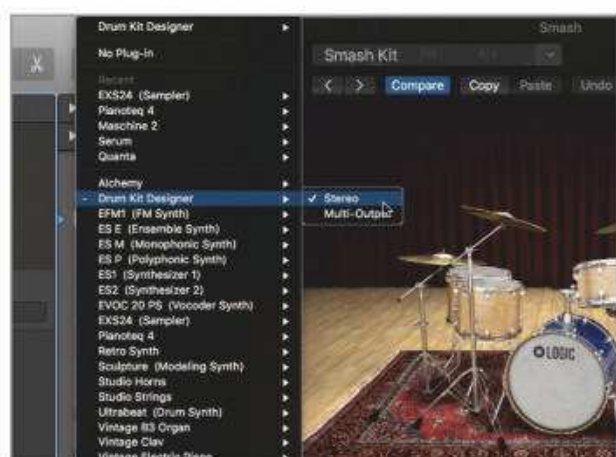 Drum Kit Designer
No Plug-in
Recent
EXS24 (Sampler)
Pianoteq 4
Maschine 2
Serum
Quanta
Alchemy
- Drum Kit Designer
EFM1 (FM Synth)
ES E (Ensemble Synth)
ES M (Monophonic Synth)
ES P (Polyphonic Synth)
ES1 (Synthesizer 1)
ES2 (Synthesizer 2)
EVOC 20 PS (Vocoder Synth)
EXS24 (Sampler)
Pianoteq 4
Retro Synth
Sculpture (Modeling Synth)
Studio Horns
Studio Strings
Ultrabeat (Drum Synth)
Vintage B3 Organ
Vintage Clav
Vintage Electric Piano
✓ Stereo
Multi-Output
Smash
Smash Kit
Compare Copy Paste Undo
LOGIC